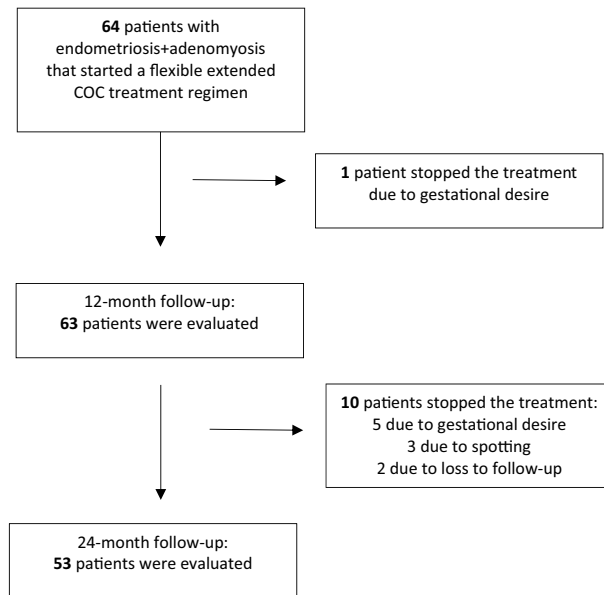 64 patients with
endometriosis+adenomyosis
that started a flexible extended
COC treatment regimen
1 patient stopped the treatment
due to gestational desire
12-month follow-up:
63 patients were evaluated
10 patients stopped the treatment:
5 due to gestational desire
3 due to spotting
2 due to loss to follow-up
24-month follow-up:
53 patients were evaluated